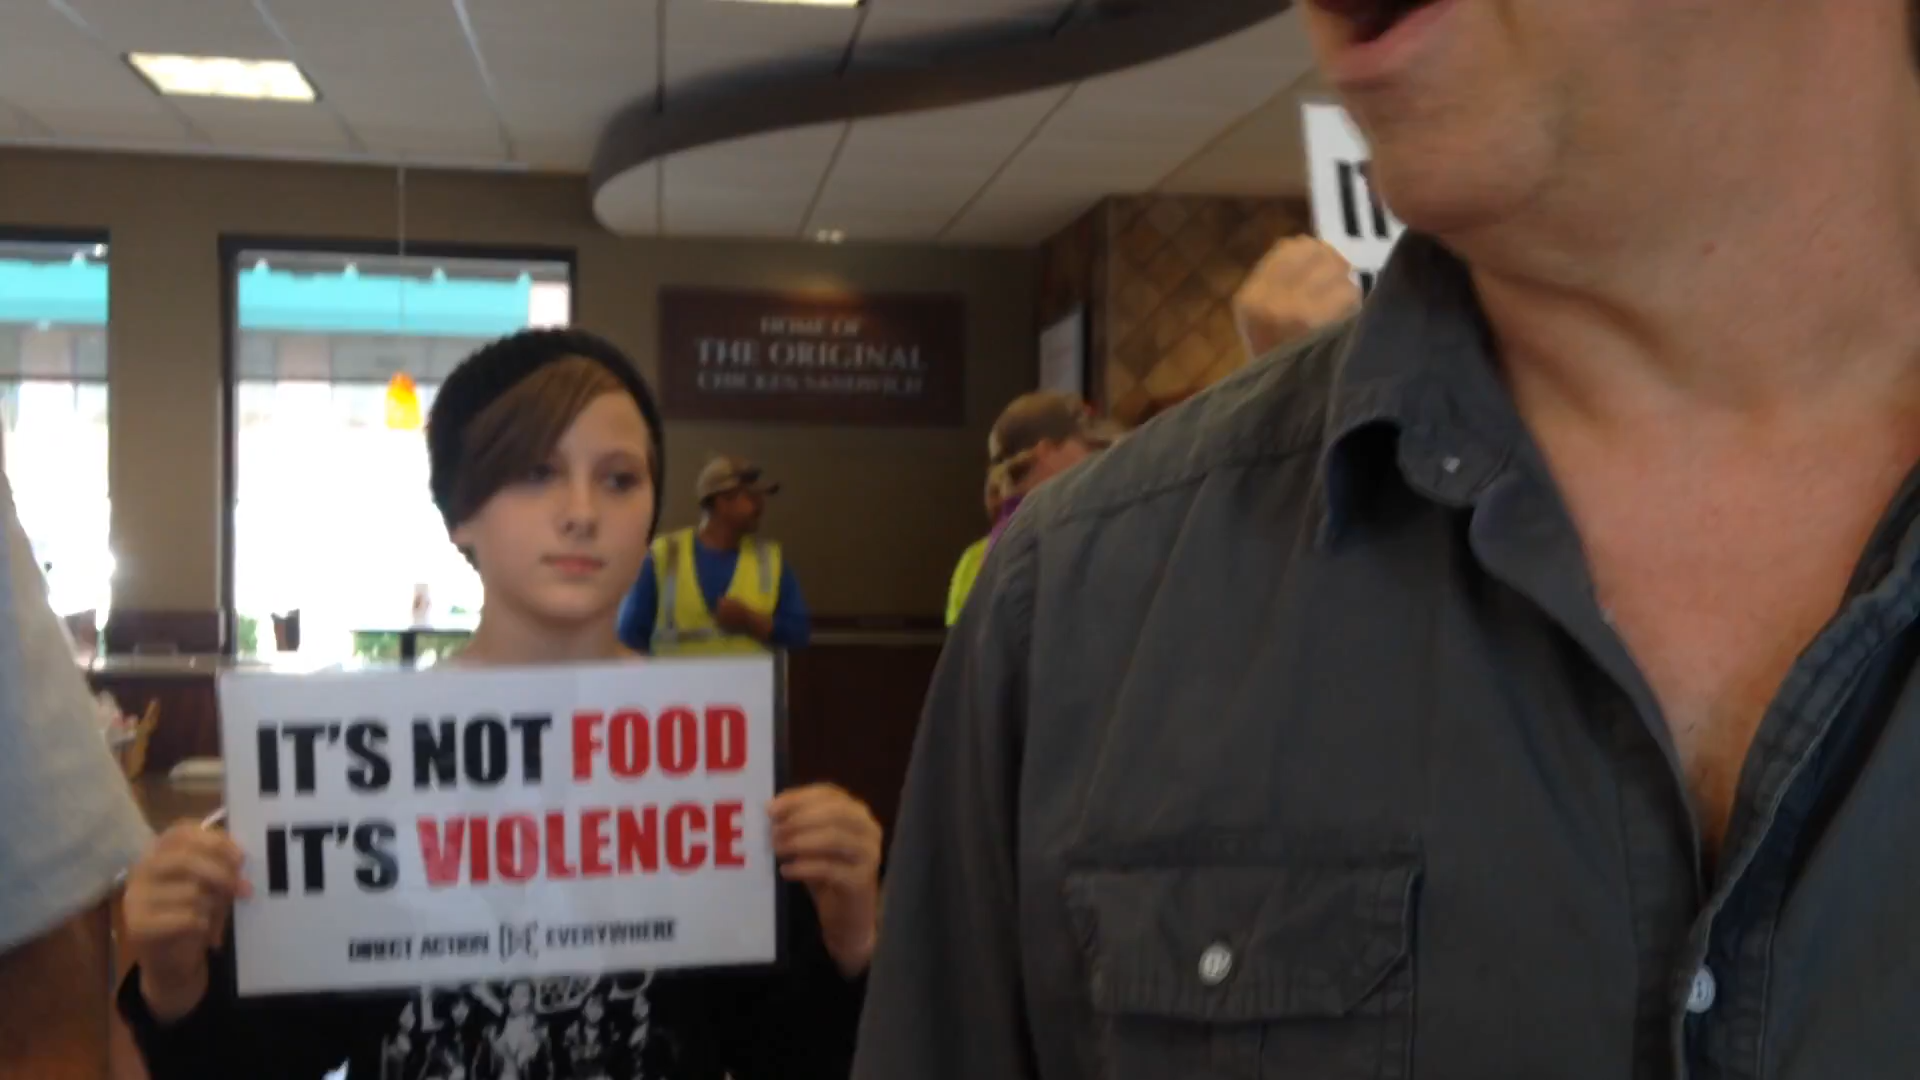 HOME OF
THE ORIGINAL
CHICKEN SANDWICH
IT'S NOT FOOD
IT'S VIOLENCE
DIRECT ACTION EVERYWHERE